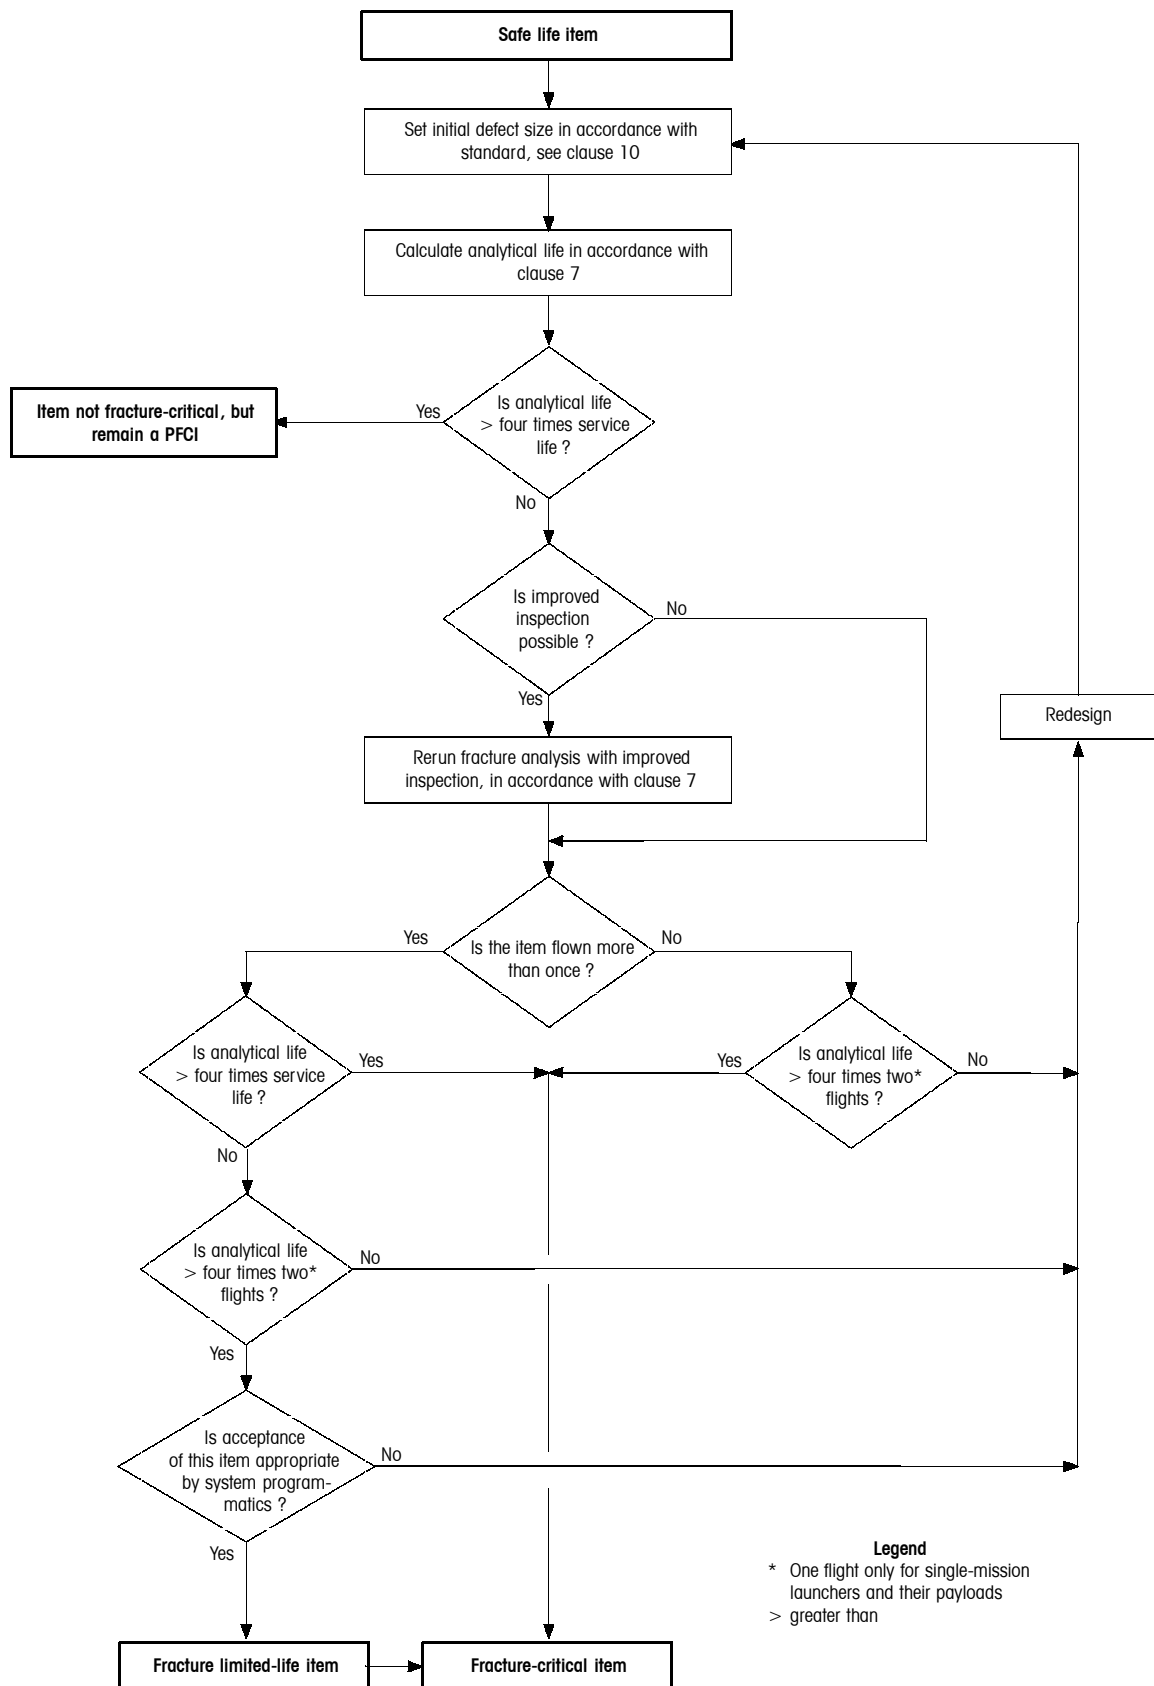 Safe life item
Set initial defect size in accordance with
standard, see clause 10
Calculate analytical life in accordance with
clause 7
Is analytical life
> four times service
life ?
Yes
Item not fracture-critical, but
remain a PFCI
No
Is improved
inspection
possible ?
No
Yes
Redesign
Rerun fracture analysis with improved
inspection, in accordance with clause 7
Is the item flown more
than once ?
Yes
No
Is analytical life
> four times service
life ?
Yes
Is analytical life
> four times two*
flights ?
Yes
No
No
Is analytical life
> four times two*
flights ?
No
Yes
Is acceptance
of this item appropriate
by system program-
matics ?
No
Yes
Legend
* One flight only for single-mission
launchers and their payloads
> greater than
Fracture limited-life item
Fracture-critical item